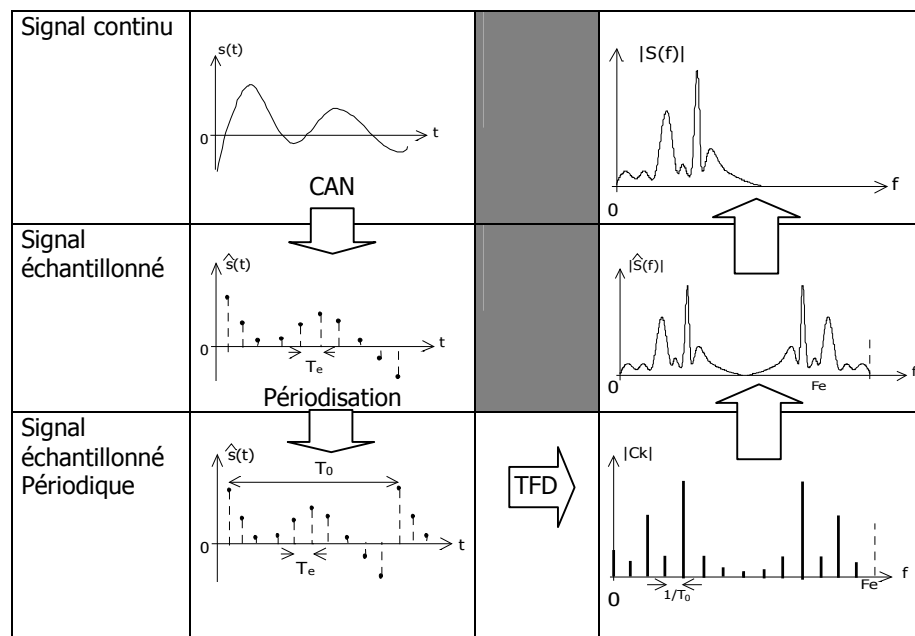 Signal continu
s(t)
0
t
CAN
|S(f)|
0
f
Signal
échantillonné
ŝ(t)
0
Te
t
Périodisation
|Ŝ(f)|
0
Fe
f
Signal
échantillonné
Périodique
ŝ(t)
T₀
0
Te
t
TFD
|Ck|
0
1/T₀
Fe
f